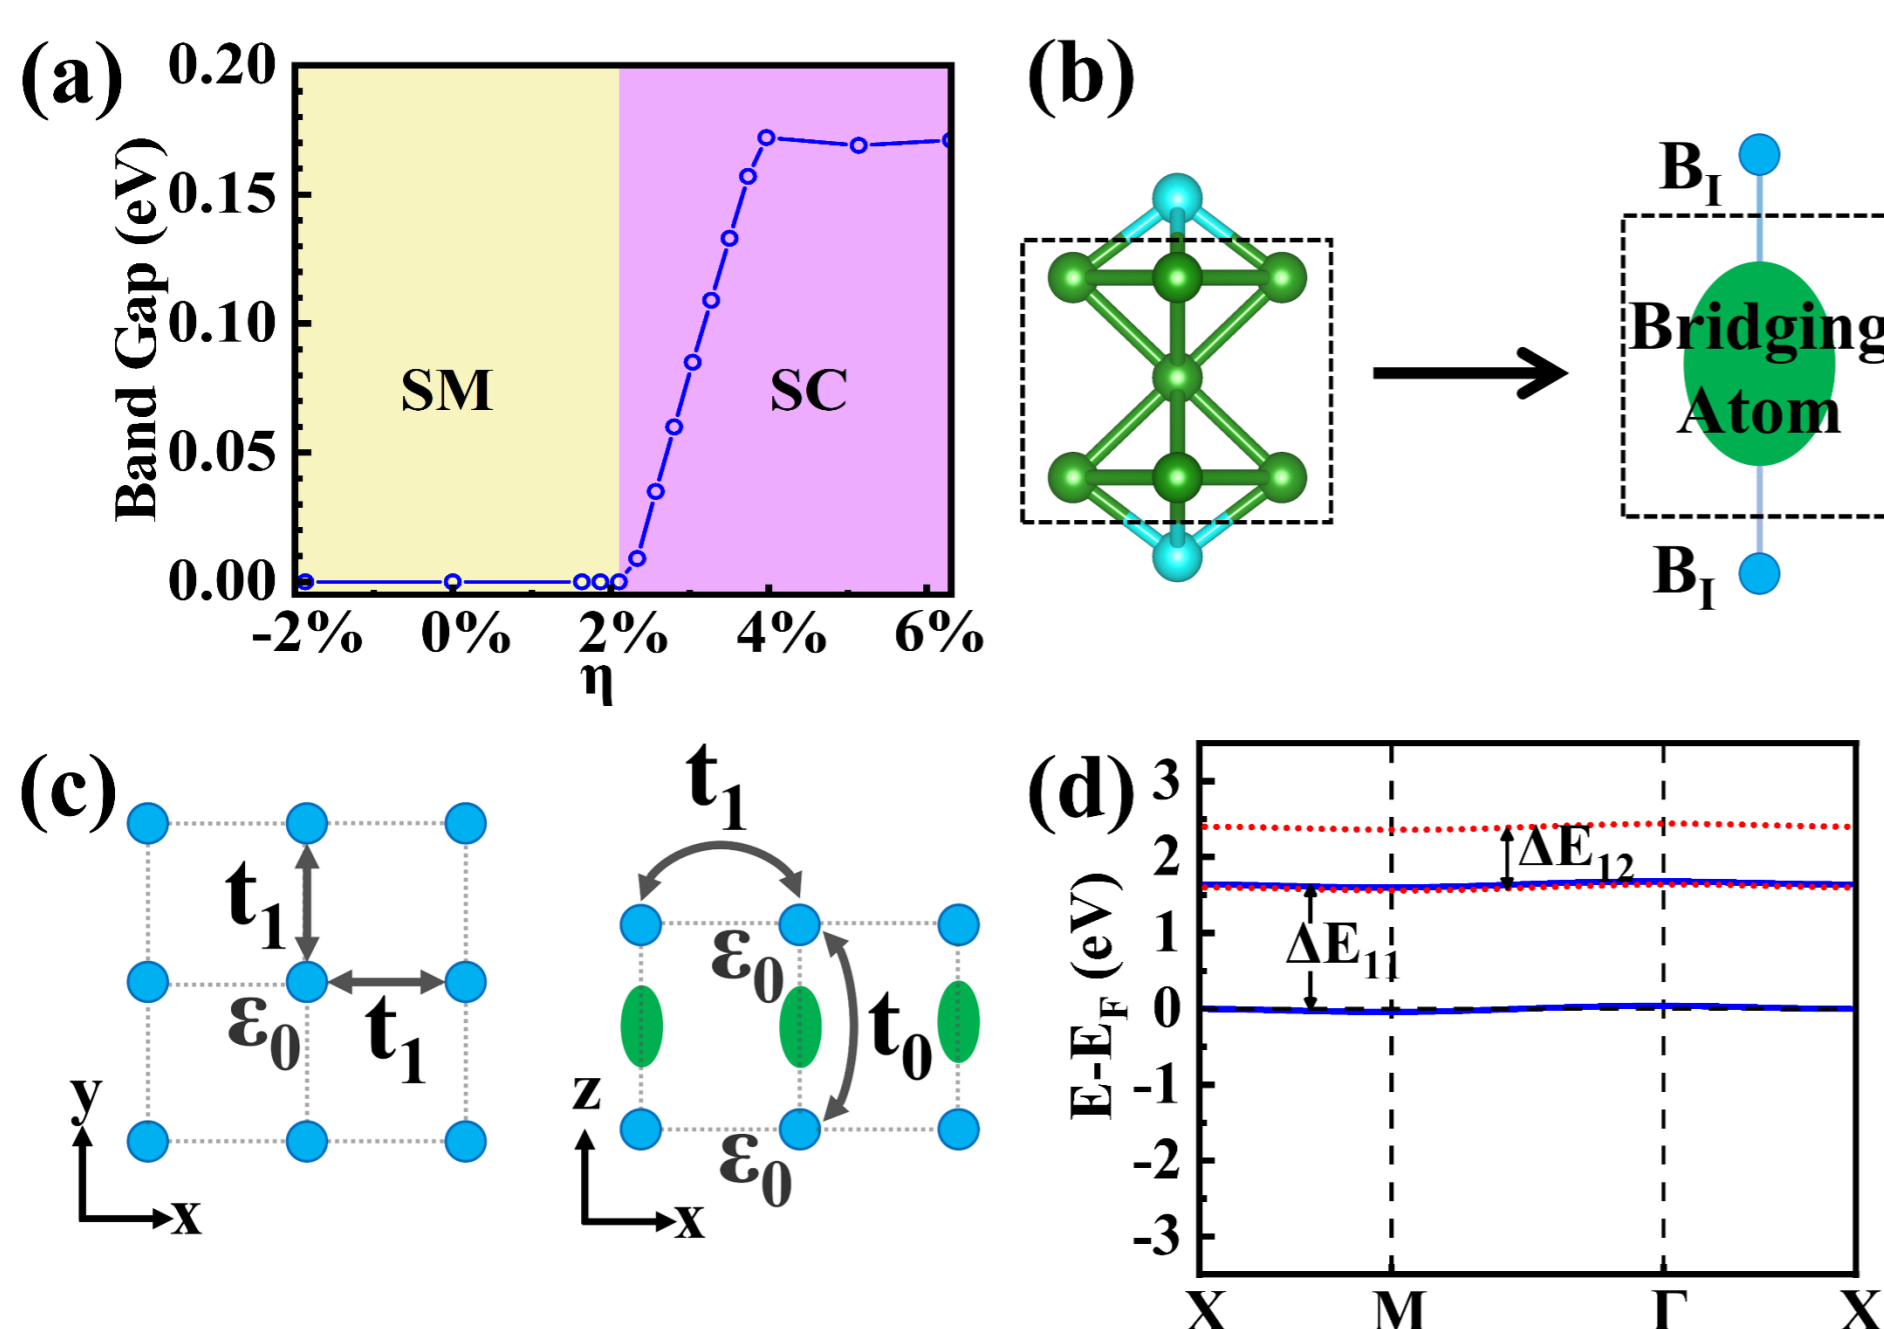 (a)
0.20
0.15
0.10
0.05
0.00
Band Gap (eV)
SM
SC
-2% 0% 2% 4% 6%
η
(b)
B_I
Bridging
Atom
B_I
(c)
t_1
ε_0
t_1
y
x
t_1
ε_0
t_0
ε_0
z
x
(d)
3
2
1
0
-1
-2
-3
E-E_F (eV)
ΔE_12
ΔE_11
X M Γ X